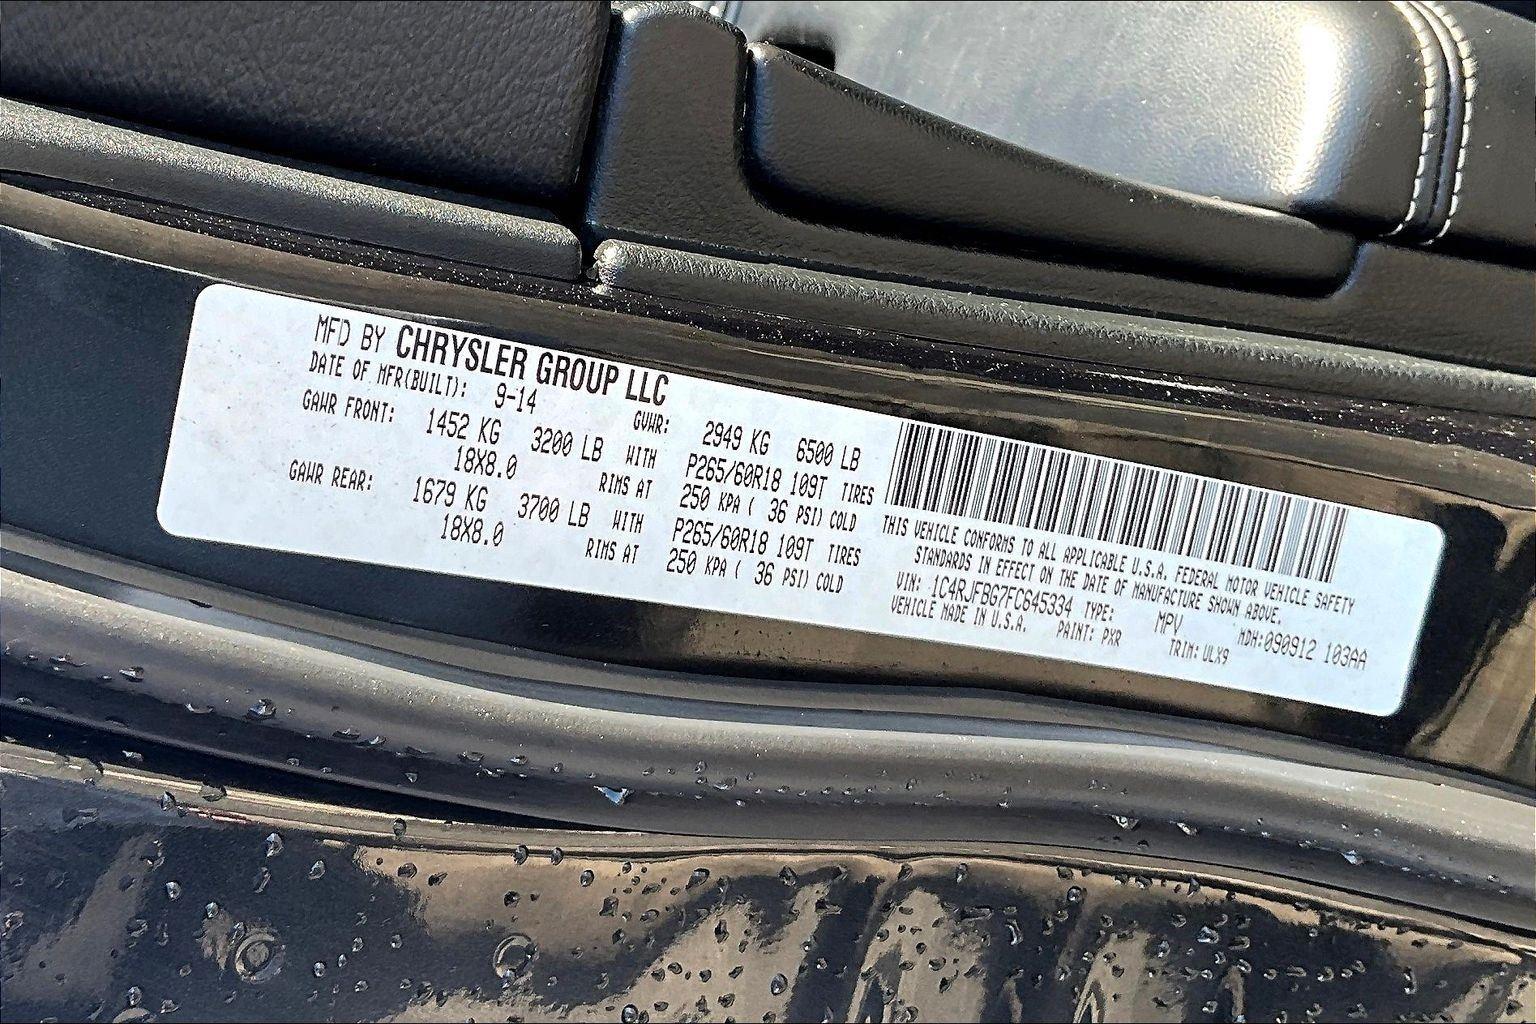 MFD BY CHRYSLER GROUP LLC
DATE OF MFR(BUILT): 9-14 GVWR: 2949 KG 6500 LB
GAWR FRONT: 1452 KG 3200 LB WITH P265/60R18 109T TIRES
18X8.0 RIMS AT 250 KPA ( 36 PSI) COLD
GAWR REAR: 1679 KG 3700 LB WITH P265/60R18 109T TIRES
18X8.0 RIMS AT 250 KPA ( 36 PSI) COLD
THIS VEHICLE CONFORMS TO ALL APPLICABLE U.S.A. FEDERAL MOTOR VEHICLE SAFETY
STANDARDS IN EFFECT ON THE DATE OF MANUFACTURE SHOWN ABOVE.
VIN: 1C4RJFBG7FC645334 TYPE: MPV MDH:090912 103AA
VEHICLE MADE IN U.S.A. PAINT: PXR TRIM: ULX9